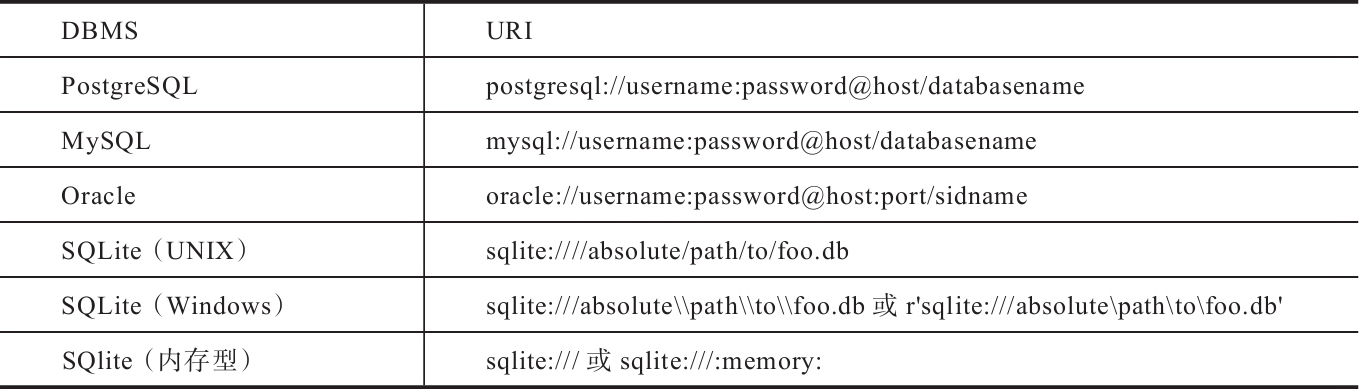 DBMS URI
PostgreSQL postgresql://username:password@host/databasename
MySQL mysql://username:password@host/databasename
Oracle oracle://username:password@host:port/sidname
SQLite（UNIX） sqlite:////absolute/path/to/foo.db
SQLite（Windows） sqlite:///absolute\\path\\to\\foo.db 或 r'sqlite:///absolute\path\to\foo.db'
SQlite（内存型） sqlite:/// 或 sqlite:///:memory: